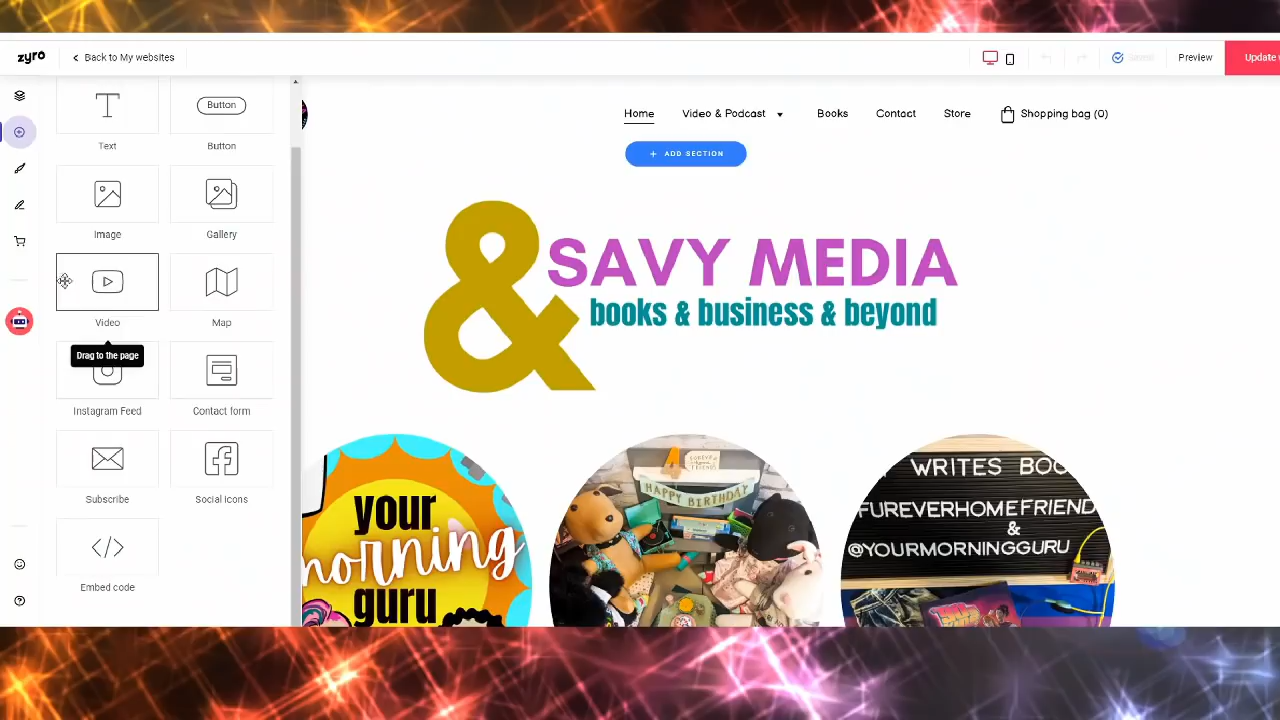 zyro
Back to My websites
Preview
Update
Text
Button
Button
Image
Gallery
Video
Map
Drag to the page
Instagram Feed
Contact form
Subscribe
Social Icons
Embed code
Home
Video & Podcast
Books
Contact
Store
Shopping bag (0)
+ ADD SECTION
& SAVY MEDIA
books & business & beyond
your
morning
guru
HAPPY BIRTHDAY
WRITES BOO
FUREVERHOMEFRIEND
&
@YOURMORNINGGURU